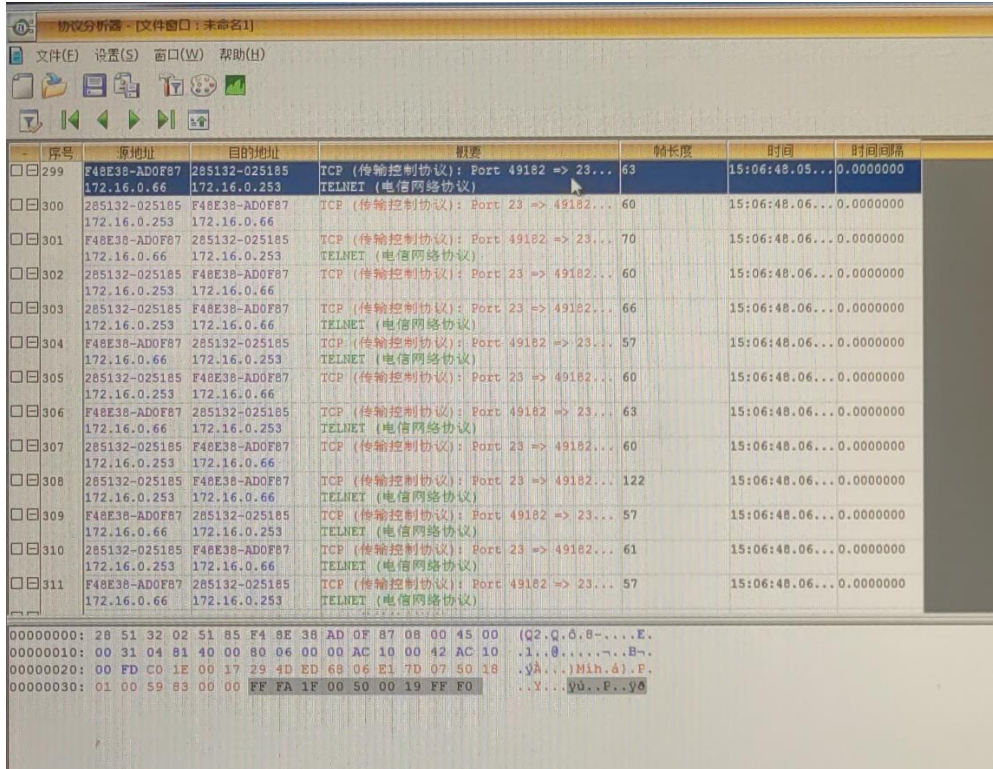 协议分析器 - [文件窗口：未命名1]
文件(F) 设置(S) 窗口(W) 帮助(H)
- 序号 源地址 目的地址 概要 帧长度 时间 时间间隔
299 F48E38-AD0F87 285132-025185 TCP (传输控制协议): Port 49182 => 23... 63 15:06:48.05... 0.0000000
172.16.0.66 172.16.0.253 TELNET (电信网络协议)
300 285132-025185 F48E38-AD0F87 TCP (传输控制协议): Port 23 => 49182... 60 15:06:48.06... 0.0000000
172.16.0.253 172.16.0.66
301 F48E38-AD0F87 285132-025185 TCP (传输控制协议): Port 49182 => 23... 70 15:06:48.06... 0.0000000
172.16.0.66 172.16.0.253 TELNET (电信网络协议)
302 285132-025185 F48E38-AD0F87 TCP (传输控制协议): Port 23 => 49182... 60 15:06:48.06... 0.0000000
172.16.0.253 172.16.0.66
303 285132-025185 F48E38-AD0F87 TCP (传输控制协议): Port 23 => 49182... 66 15:06:48.06... 0.0000000
172.16.0.253 172.16.0.66 TELNET (电信网络协议)
304 F48E38-AD0F87 285132-025185 TCP (传输控制协议): Port 49182 => 23... 57 15:06:48.06... 0.0000000
172.16.0.66 172.16.0.253 TELNET (电信网络协议)
305 285132-025185 F48E38-AD0F87 TCP (传输控制协议): Port 23 => 49182... 60 15:06:48.06... 0.0000000
172.16.0.253 172.16.0.66
306 F48E38-AD0F87 285132-025185 TCP (传输控制协议): Port 49182 => 23... 63 15:06:48.06... 0.0000000
172.16.0.66 172.16.0.253 TELNET (电信网络协议)
307 285132-025185 F48E38-AD0F87 TCP (传输控制协议): Port 23 => 49182... 60 15:06:48.06... 0.0000000
172.16.0.253 172.16.0.66
308 285132-025185 F48E38-AD0F87 TCP (传输控制协议): Port 23 => 49182... 122 15:06:48.06... 0.0000000
172.16.0.253 172.16.0.66 TELNET (电信网络协议)
309 F48E38-AD0F87 285132-025185 TCP (传输控制协议): Port 49182 => 23... 57 15:06:48.06... 0.0000000
172.16.0.66 172.16.0.253 TELNET (电信网络协议)
310 285132-025185 F48E38-AD0F87 TCP (传输控制协议): Port 23 => 49182... 61 15:06:48.06... 0.0000000
172.16.0.253 172.16.0.66 TELNET (电信网络协议)
311 F48E38-AD0F87 285132-025185 TCP (传输控制协议): Port 49182 => 23... 57 15:06:48.06... 0.0000000
172.16.0.66 172.16.0.253 TELNET (电信网络协议)
00000000: 28 51 32 02 51 85 F4 8E 38 AD 0F 87 08 00 45 00 (Q2.Q.ô.8-....E.
00000010: 00 31 04 81 40 00 80 06 00 00 AC 10 00 42 AC 10 .1..@.....¬..B¬.
00000020: 00 FD C0 1E 00 17 29 4D ED 68 06 E1 7D 07 50 18 .ýÀ...)Míh.á}.P.
00000030: 01 00 59 83 00 00 FF FA 1F 00 50 00 19 FF F0 ..Y...ÿú..P..ÿð